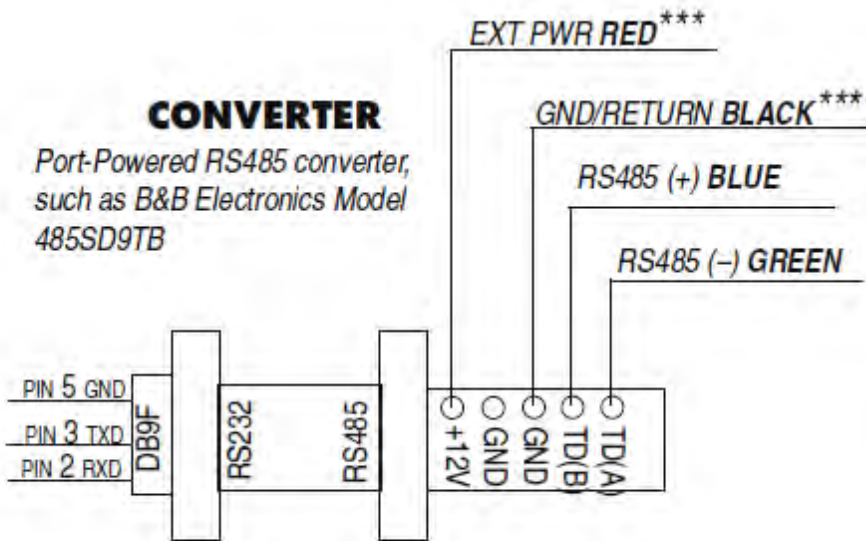 EXT PWR RED***
CONVERTER
GND/RETURN BLACK***
Port-Powered RS485 converter,
such as B&B Electronics Model
485SD9TB
RS485 (+) BLUE
RS485 (–) GREEN
PIN 5 GND
PIN 3 TXD
PIN 2 RXD
DB9F
RS232
RS485
+12V
GND
GND
TD(B)
TD(A)